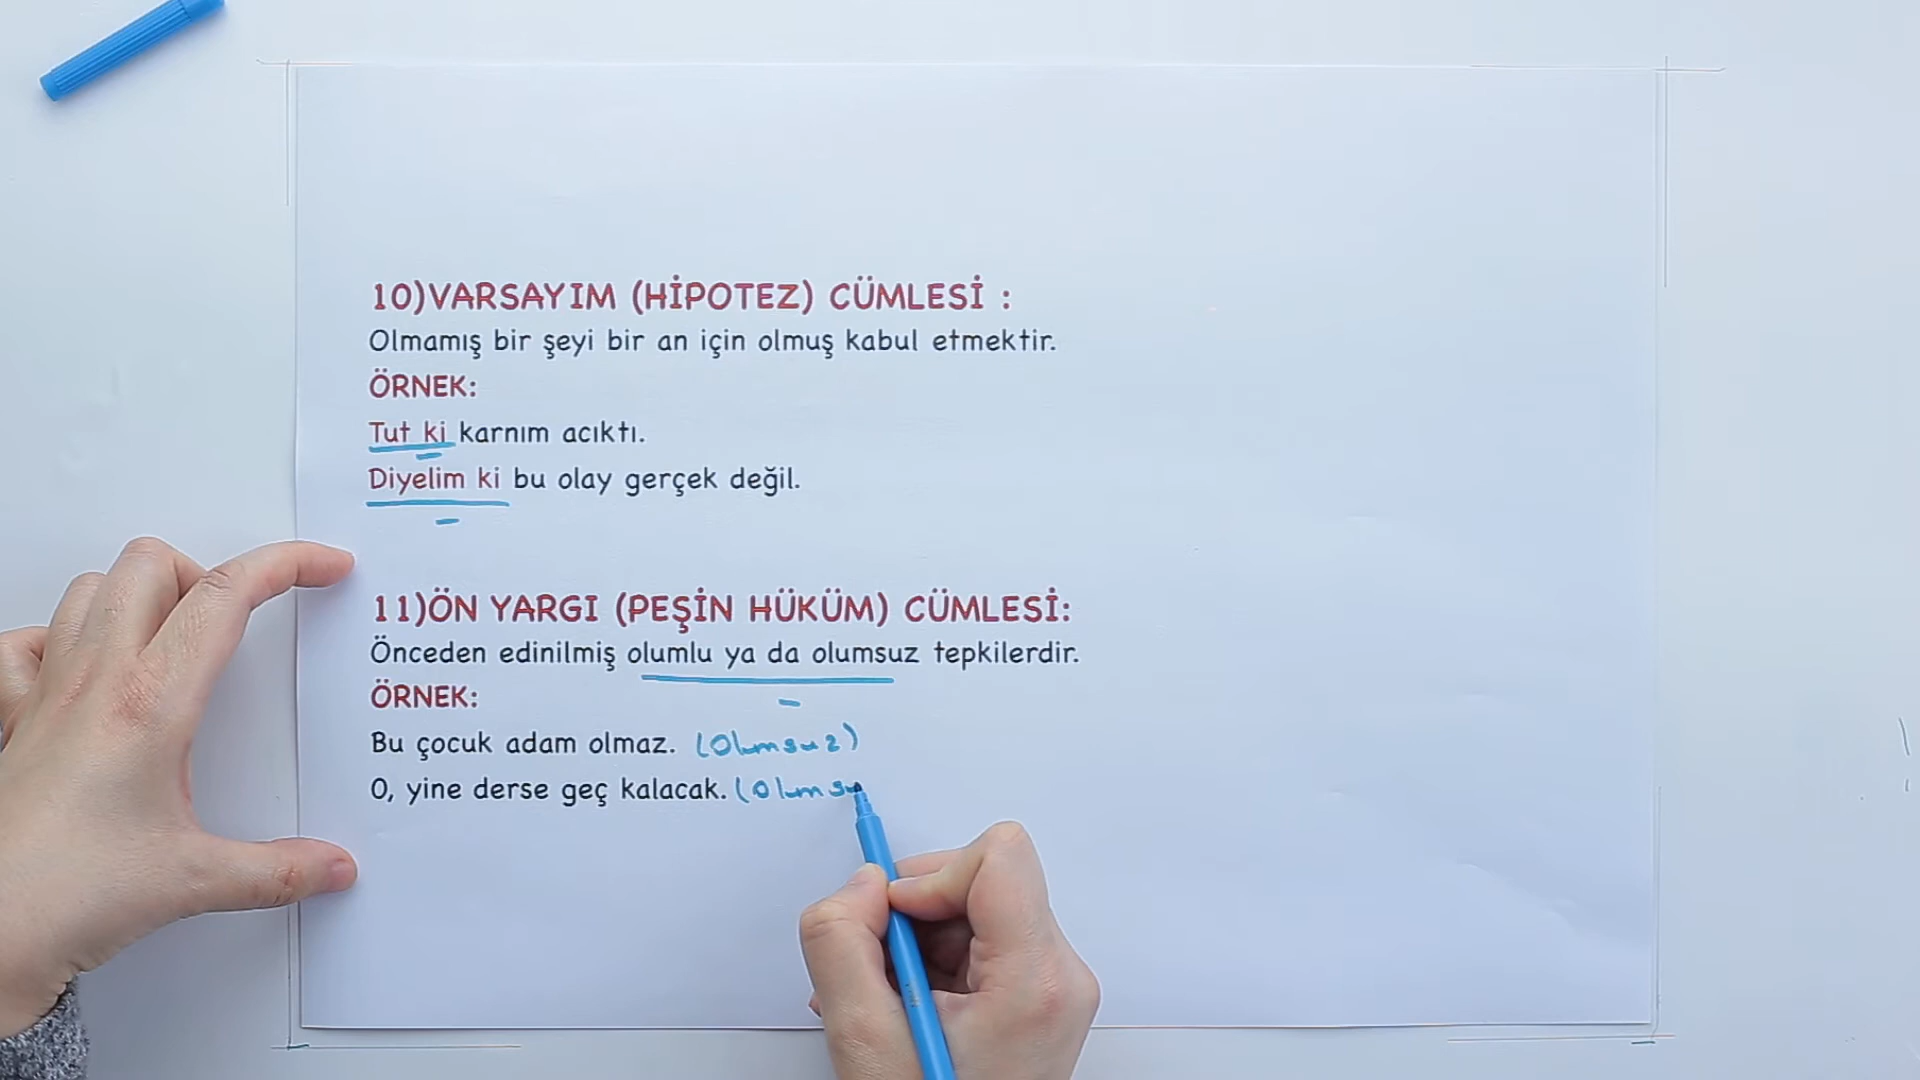 10)VARSAYIM (HİPOTEZ) CÜMLESİ :
Olmamış bir şeyi bir an için olmuş kabul etmektir.
ÖRNEK:
Tut ki karnım acıktı.
Diyelim ki bu olay gerçek değil.
11)ÖN YARGI (PEŞİN HÜKÜM) CÜMLESİ:
Önceden edinilmiş olumlu ya da olumsuz tepkilerdir.
ÖRNEK:
Bu çocuk adam olmaz. (Olumsuz)
O, yine derse geç kalacak. (Olumsu